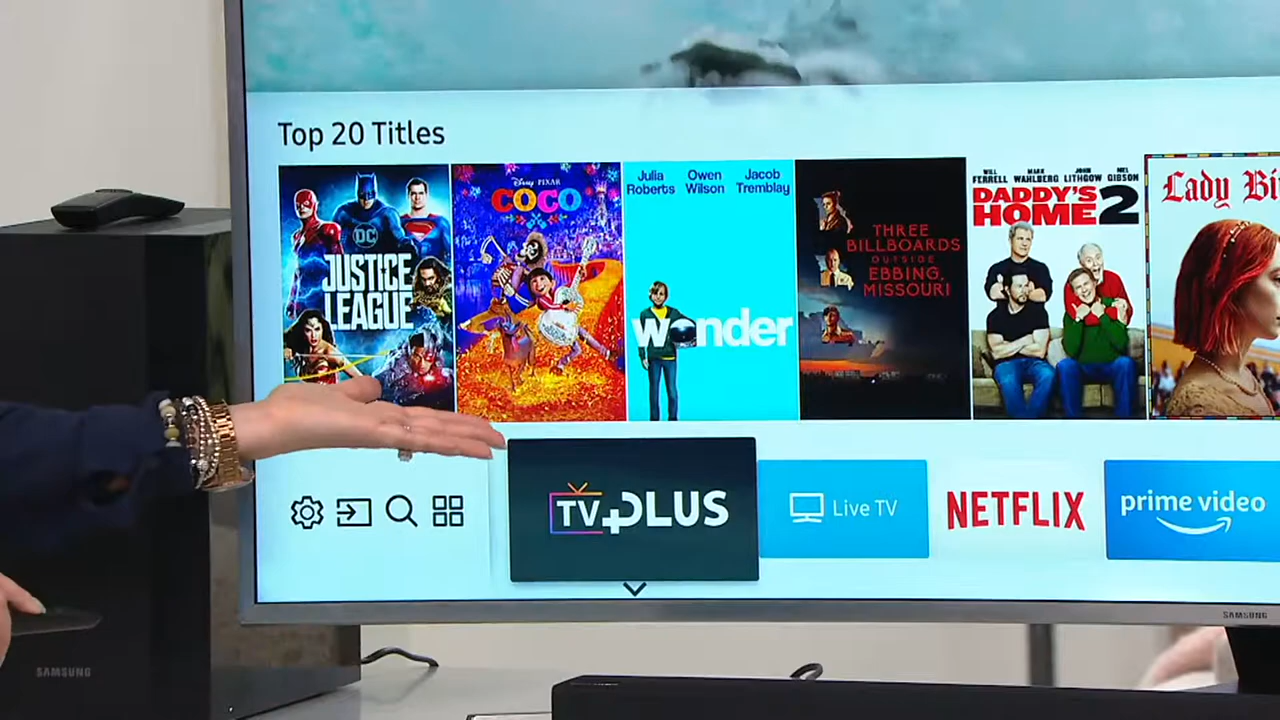 Top 20 Titles
DC
JUSTICE
LEAGUE
DISNEY PIXAR
COCO
Julia
Roberts
Owen
Wilson
Jacob
Tremblay
wonder
THREE
BILLBOARDS
OUTSIDE
EBBING,
MISSOURI
WILL
FERRELL
MARK
WAHLBERG
JOHN
LITHGOW
MEL
GIBSON
DADDY'S
HOME 2
Lady Bi
TV PLUS
Live TV
NETFLIX
prime video
SAMSUNG
SAMSUNG